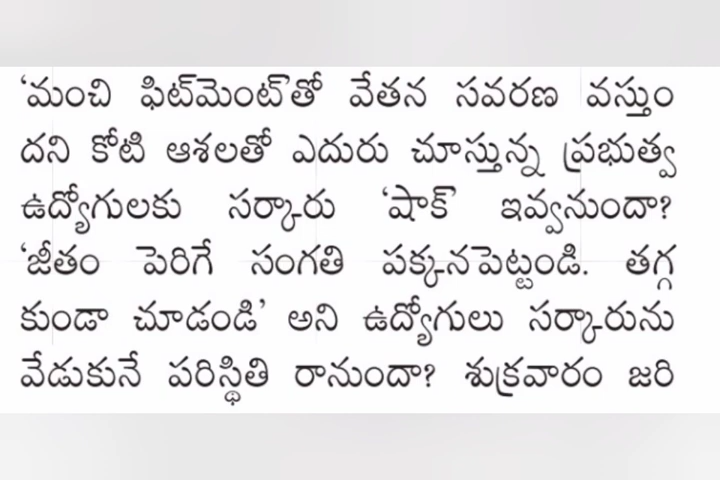 ‘మంచి ఫిట్‌మెంట్‌’తో వేతన సవరణ వస్తుం
దని కోటి ఆశలతో ఎదురు చూస్తున్న ప్రభుత్వ
ఉద్యోగులకు సర్కారు ‘షాక్‌’ ఇవ్వనుందా?
‘జీతం పెరిగే సంగతి పక్కనపెట్టండి. తగ్గ
కుండా చూడండి’ అని ఉద్యోగులు సర్కారును
వేడుకునే పరిస్థితి రానుందా? శుక్రవారం జరి